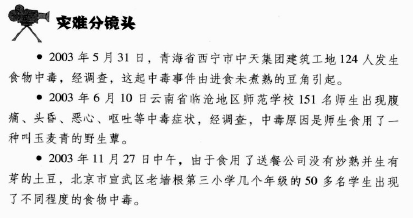 灾难分镜头
● 2003 年 5 月 31 日，青海省西宁市中天集团建筑工地 124 人发生
食物中毒，经调查，这起中毒事件由进食未煮熟的豆角引起。
● 2003 年 6 月 10 日云南省临沧地区师范学校 151 名师生出现腹
痛、头昏、恶心、呕吐等中毒症状，经调查，中毒原因是师生食用了一
种叫玉麦青的野生蕈。
● 2003 年 11 月 27 日中午，由于食用了送餐公司没有炒熟并生有
芽的土豆，北京市宣武区老墙根第三小学几个年级的 50 多名学生出现
了不同程度的食物中毒。